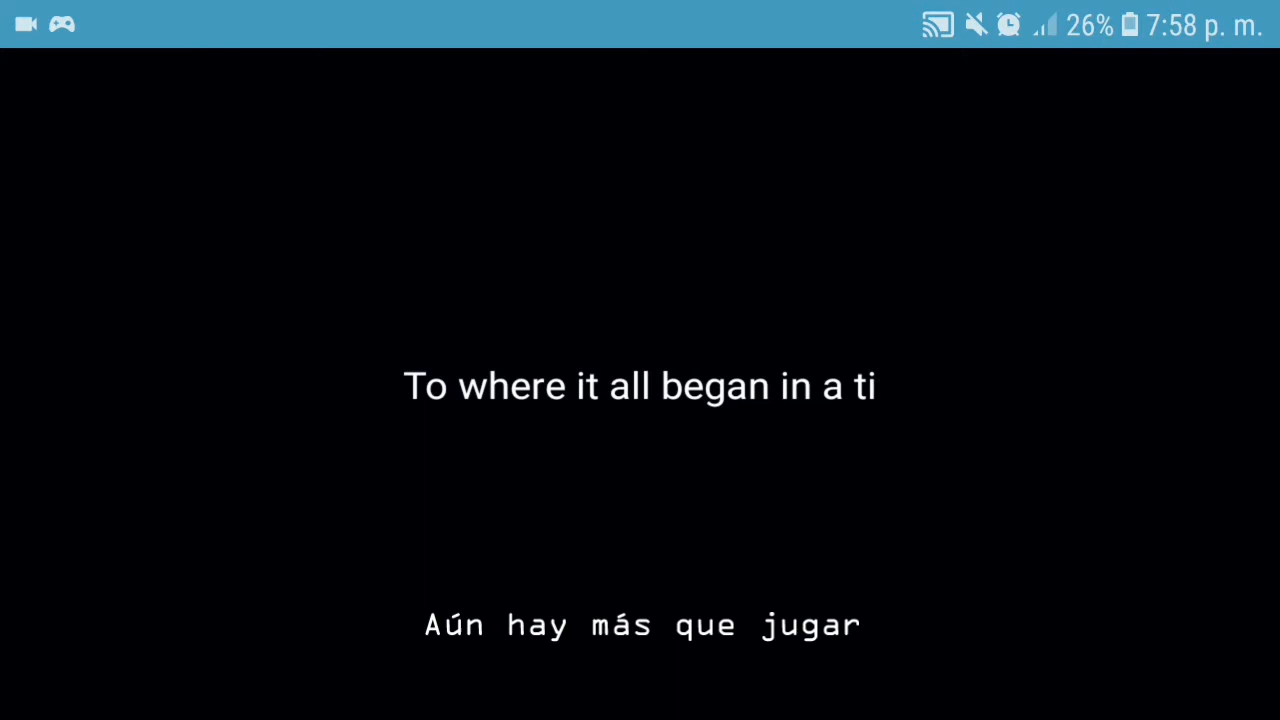 26% 7:58 p. m.
To where it all began in a ti
Aún hay más que jugar